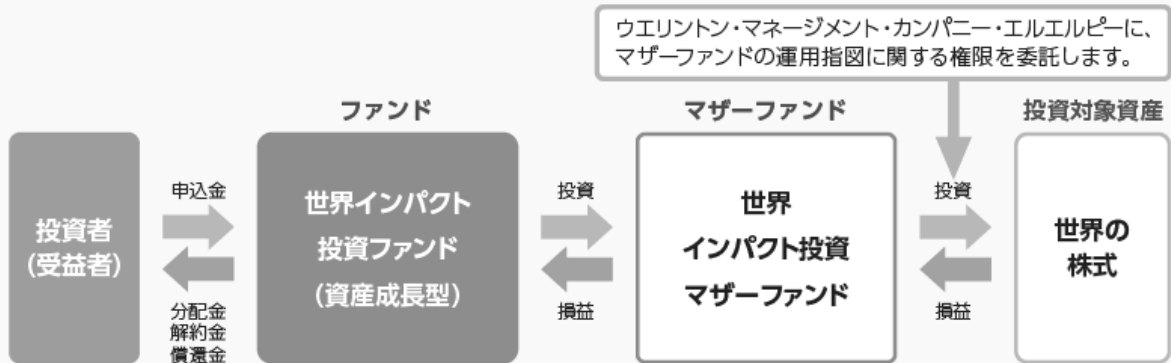 ウエリントン・マネージメント・カンパニー・エルエルピーに、
マザーファンドの運用指図に関する権限を委託します。
ファンド
マザーファンド
投資対象資産
投資者
(受益者)
申込金
分配金
解約金
償還金
世界インパクト
投資ファンド
(資産成長型)
投資
損益
世界
インパクト投資
マザーファンド
投資
損益
世界の
株式